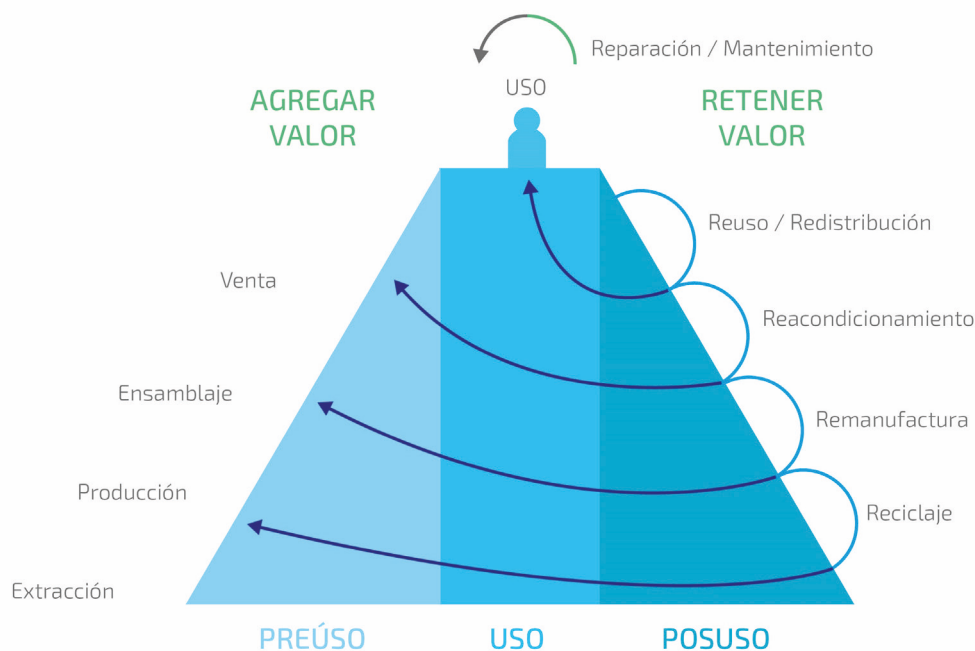 Reparación / Mantenimiento
USO
AGREGAR
VALOR
RETENER
VALOR
Reuso / Redistribución
Venta
Reacondicionamiento
Ensamblaje
Remanufactura
Producción
Reciclaje
Extracción
PREÚSO
USO
POSUSO